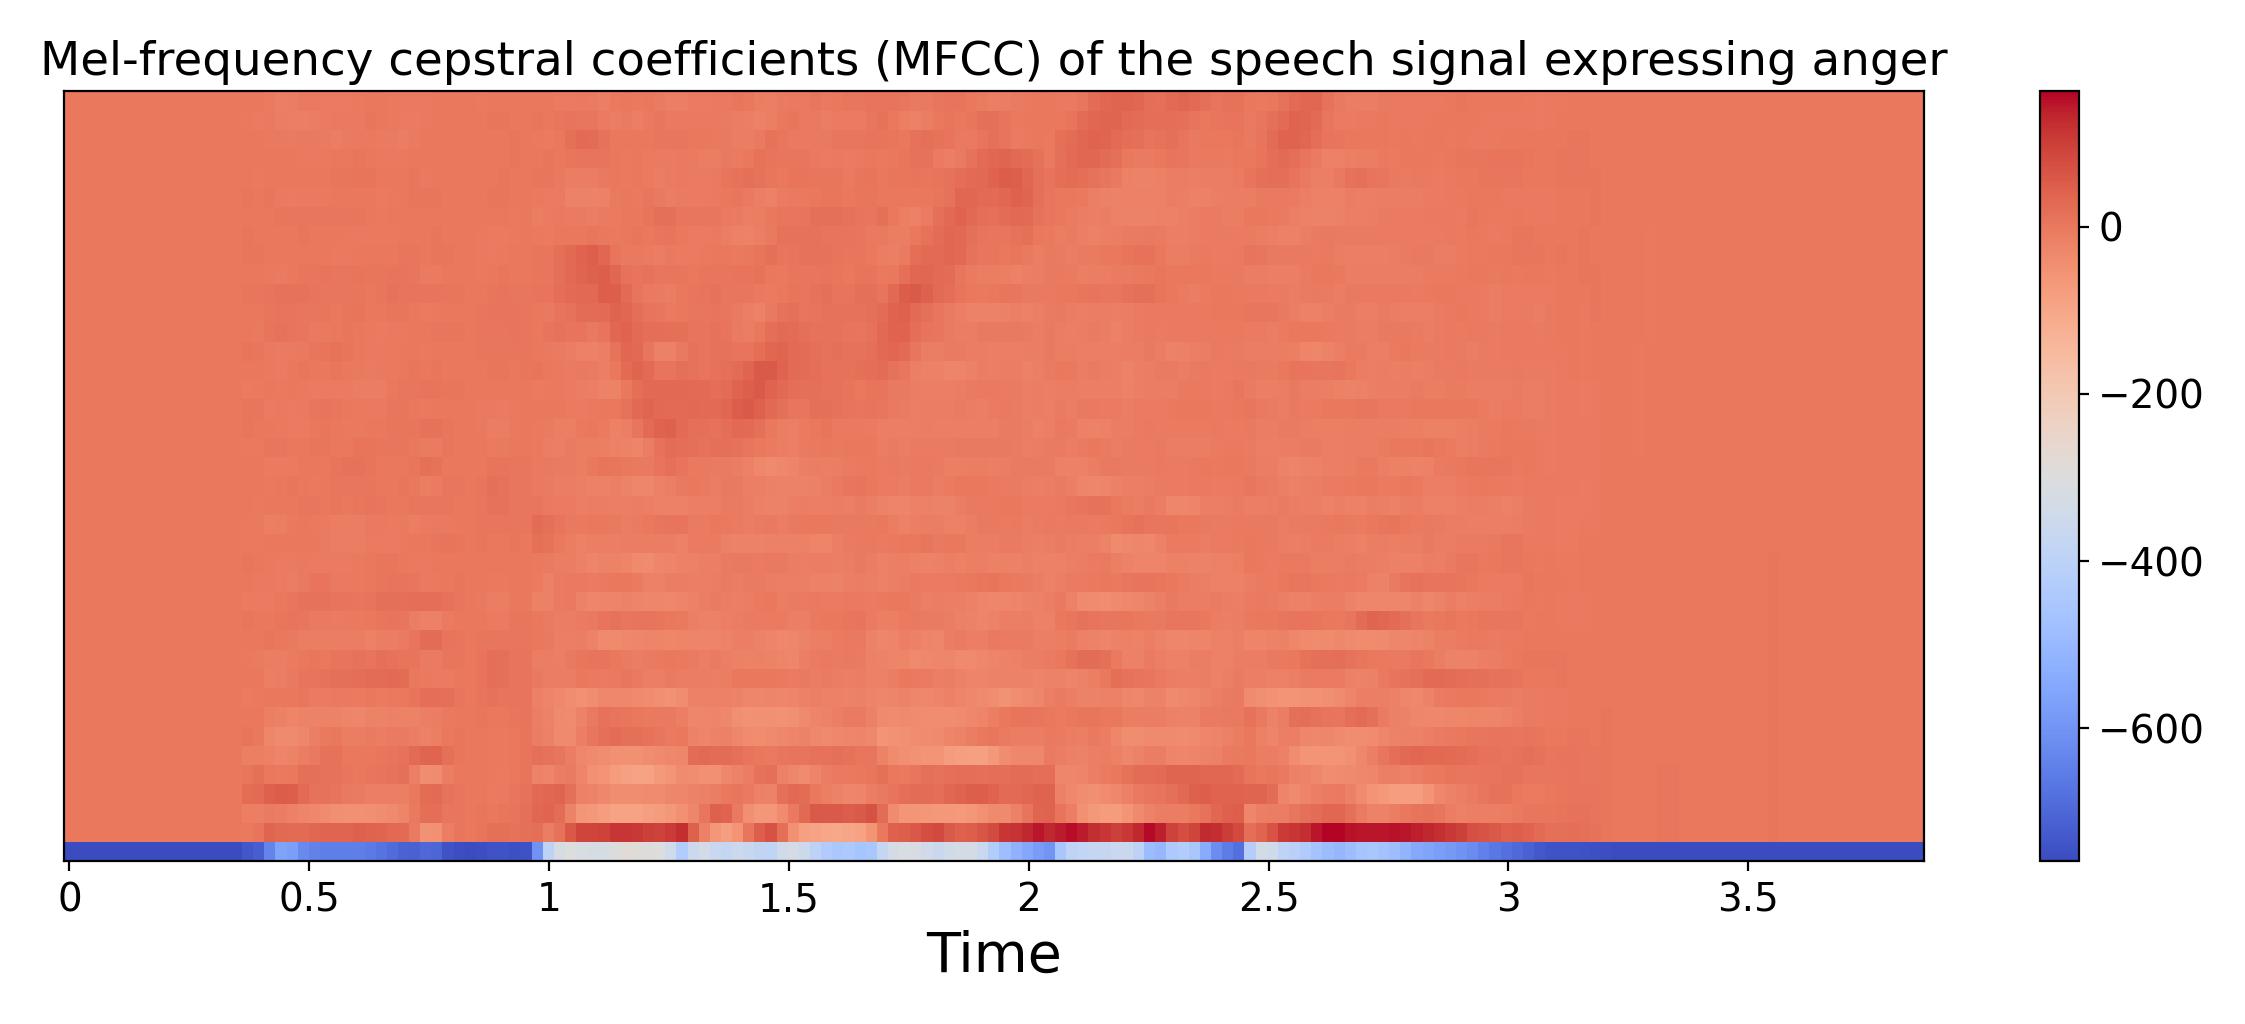 Mel-frequency cepstral coefficients (MFCC) of the speech signal expressing anger
0
−200
−400
−600
0 0.5 1 1.5 2 2.5 3 3.5
Time